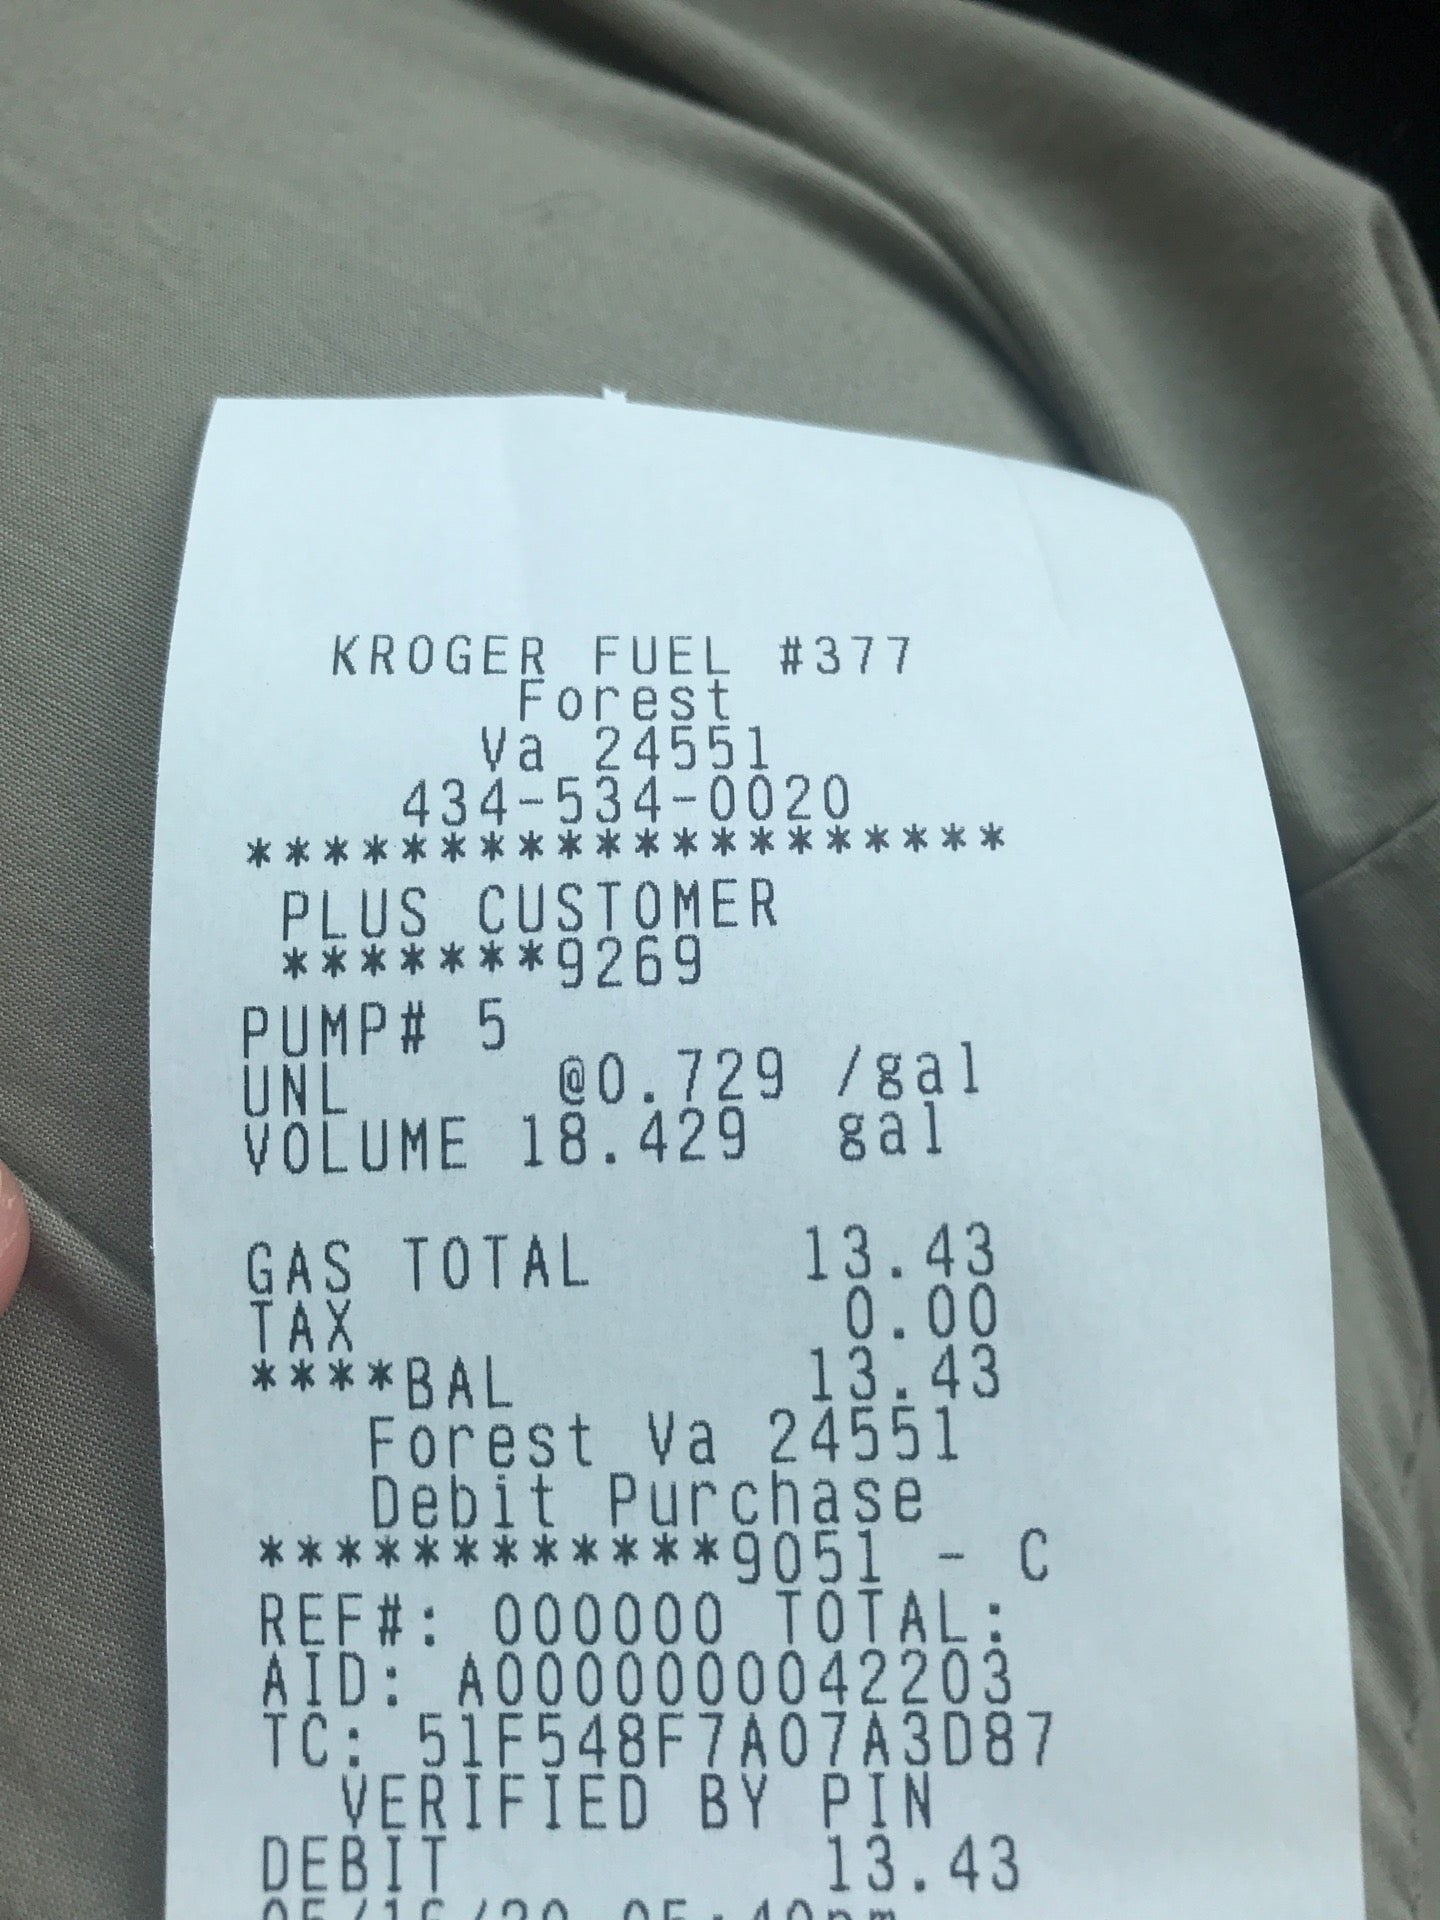 KROGER FUEL #377
Forest
Va 24551
434-534-0020
********************
PLUS CUSTOMER
*******9269
PUMP# 5
UNL @0.729 /gal
VOLUME 18.429 gal
GAS TOTAL 13.43
TAX 0.00
****BAL 13.43
Forest Va 24551
Debit Purchase
************9051 - C
REF#: 000000 TOTAL:
AID: A0000000042203
TC: 51F548F7A07A3D87
VERIFIED BY PIN
DEBIT 13.43